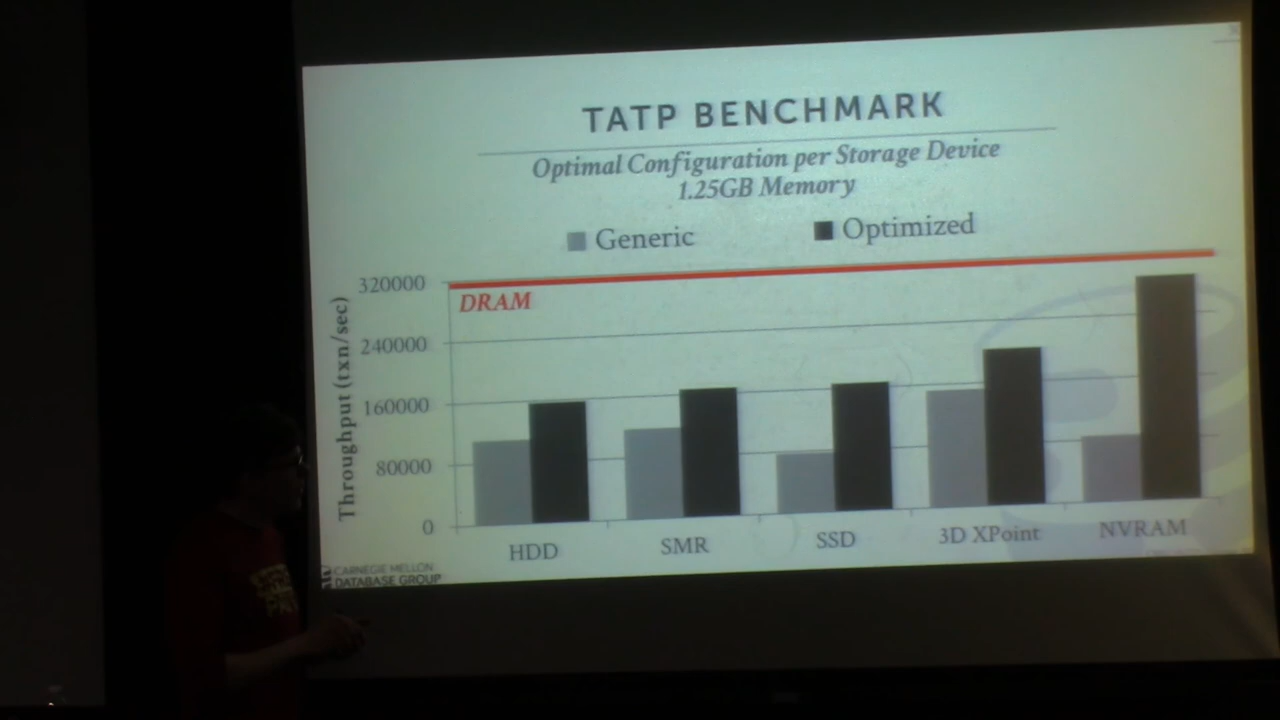 TATP BENCHMARK
Optimal Configuration per Storage Device
1.25GB Memory
Generic
Optimized
320000
DRAM
240000
160000
80000
0
Throughput (txn/sec)
HDD
SMR
SSD
3D XPoint
NVRAM
CARNEGIE MELLON
DATABASE GROUP